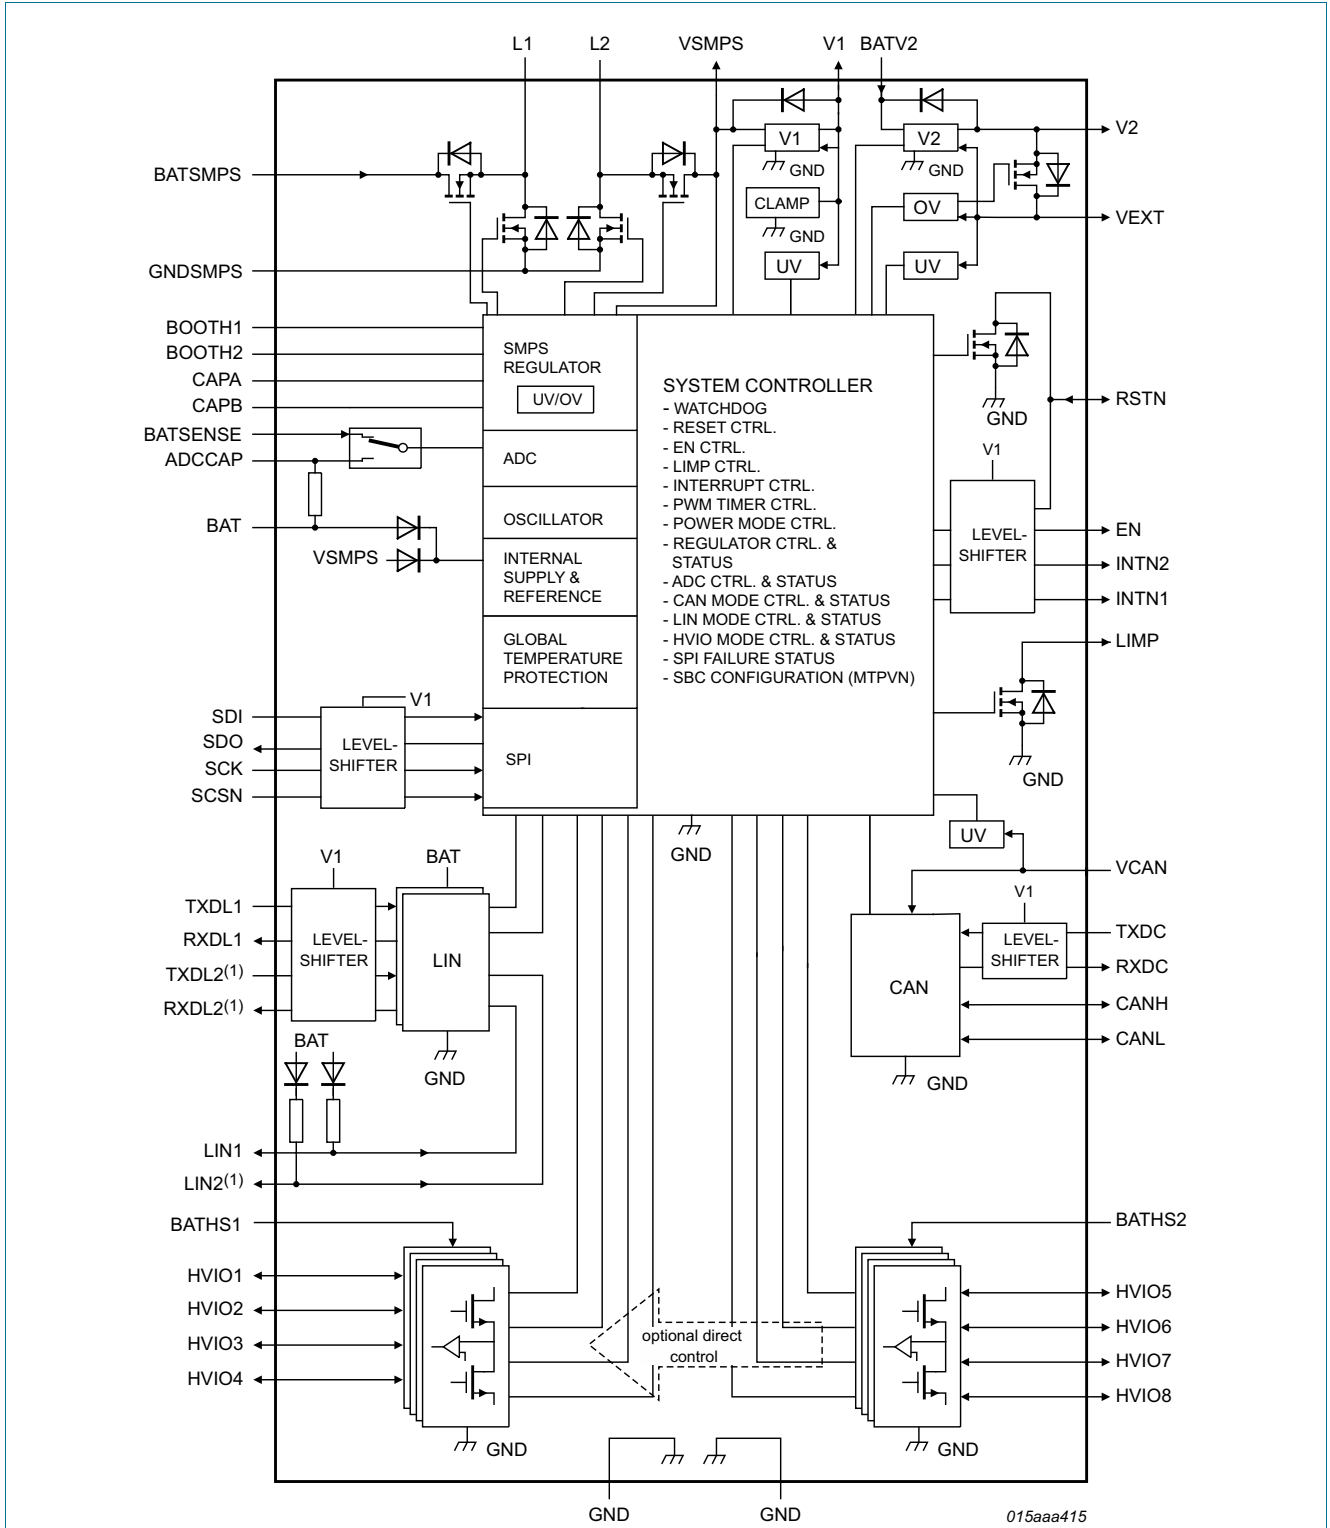 L1
L2
VSMPS
V1
BATV2
BATSMPS
GNDSMPS
BOOTH1
BOOTH2
CAPA
CAPB
BATSENSE
ADCCAP
BAT
VSMPS
V1
GND
CLAMP
GND
UV
V2
GND
OV
UV
V2
VEXT
SMPS
REGULATOR
UV/OV
ADC
OSCILLATOR
INTERNAL
SUPPLY &
REFERENCE
GLOBAL
TEMPERATURE
PROTECTION
SPI
SYSTEM CONTROLLER
- WATCHDOG
- RESET CTRL.
- EN CTRL.
- LIMP CTRL.
- INTERRUPT CTRL.
- PWM TIMER CTRL.
- POWER MODE CTRL.
- REGULATOR CTRL. &
STATUS
- ADC CTRL. & STATUS
- CAN MODE CTRL. & STATUS
- LIN MODE CTRL. & STATUS
- HVIO MODE CTRL. & STATUS
- SPI FAILURE STATUS
- SBC CONFIGURATION (MTPVN)
GND
RSTN
V1
LEVEL-
SHIFTER
EN
INTN2
INTN1
LIMP
GND
SDI
SDO
SCK
SCSN
V1
LEVEL-
SHIFTER
GND
UV
VCAN
V1
TXDL1
RXDL1
TXDL2(1)
RXDL2(1)
V1
LEVEL-
SHIFTER
BAT
LIN
GND
BAT
LIN1
LIN2(1)
CAN
GND
LEVEL-
SHIFTER
TXDC
RXDC
CANH
CANL
BATHS1
HVIO1
HVIO2
HVIO3
HVIO4
GND
optional direct
control
BATHS2
HVIO5
HVIO6
HVIO7
HVIO8
GND
GND
GND
015aaa415